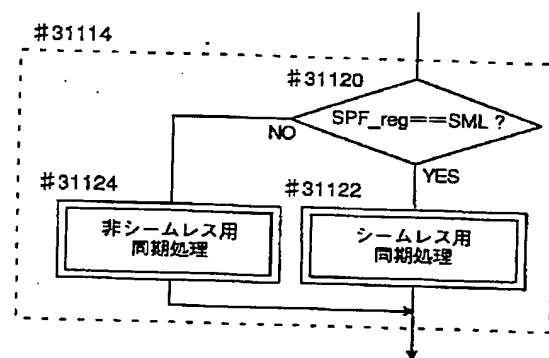 #31114
#31120
SPF_reg==SML ?
NO
YES
#31124
#31122
非シームレス用
同期処理
シームレス用
同期処理